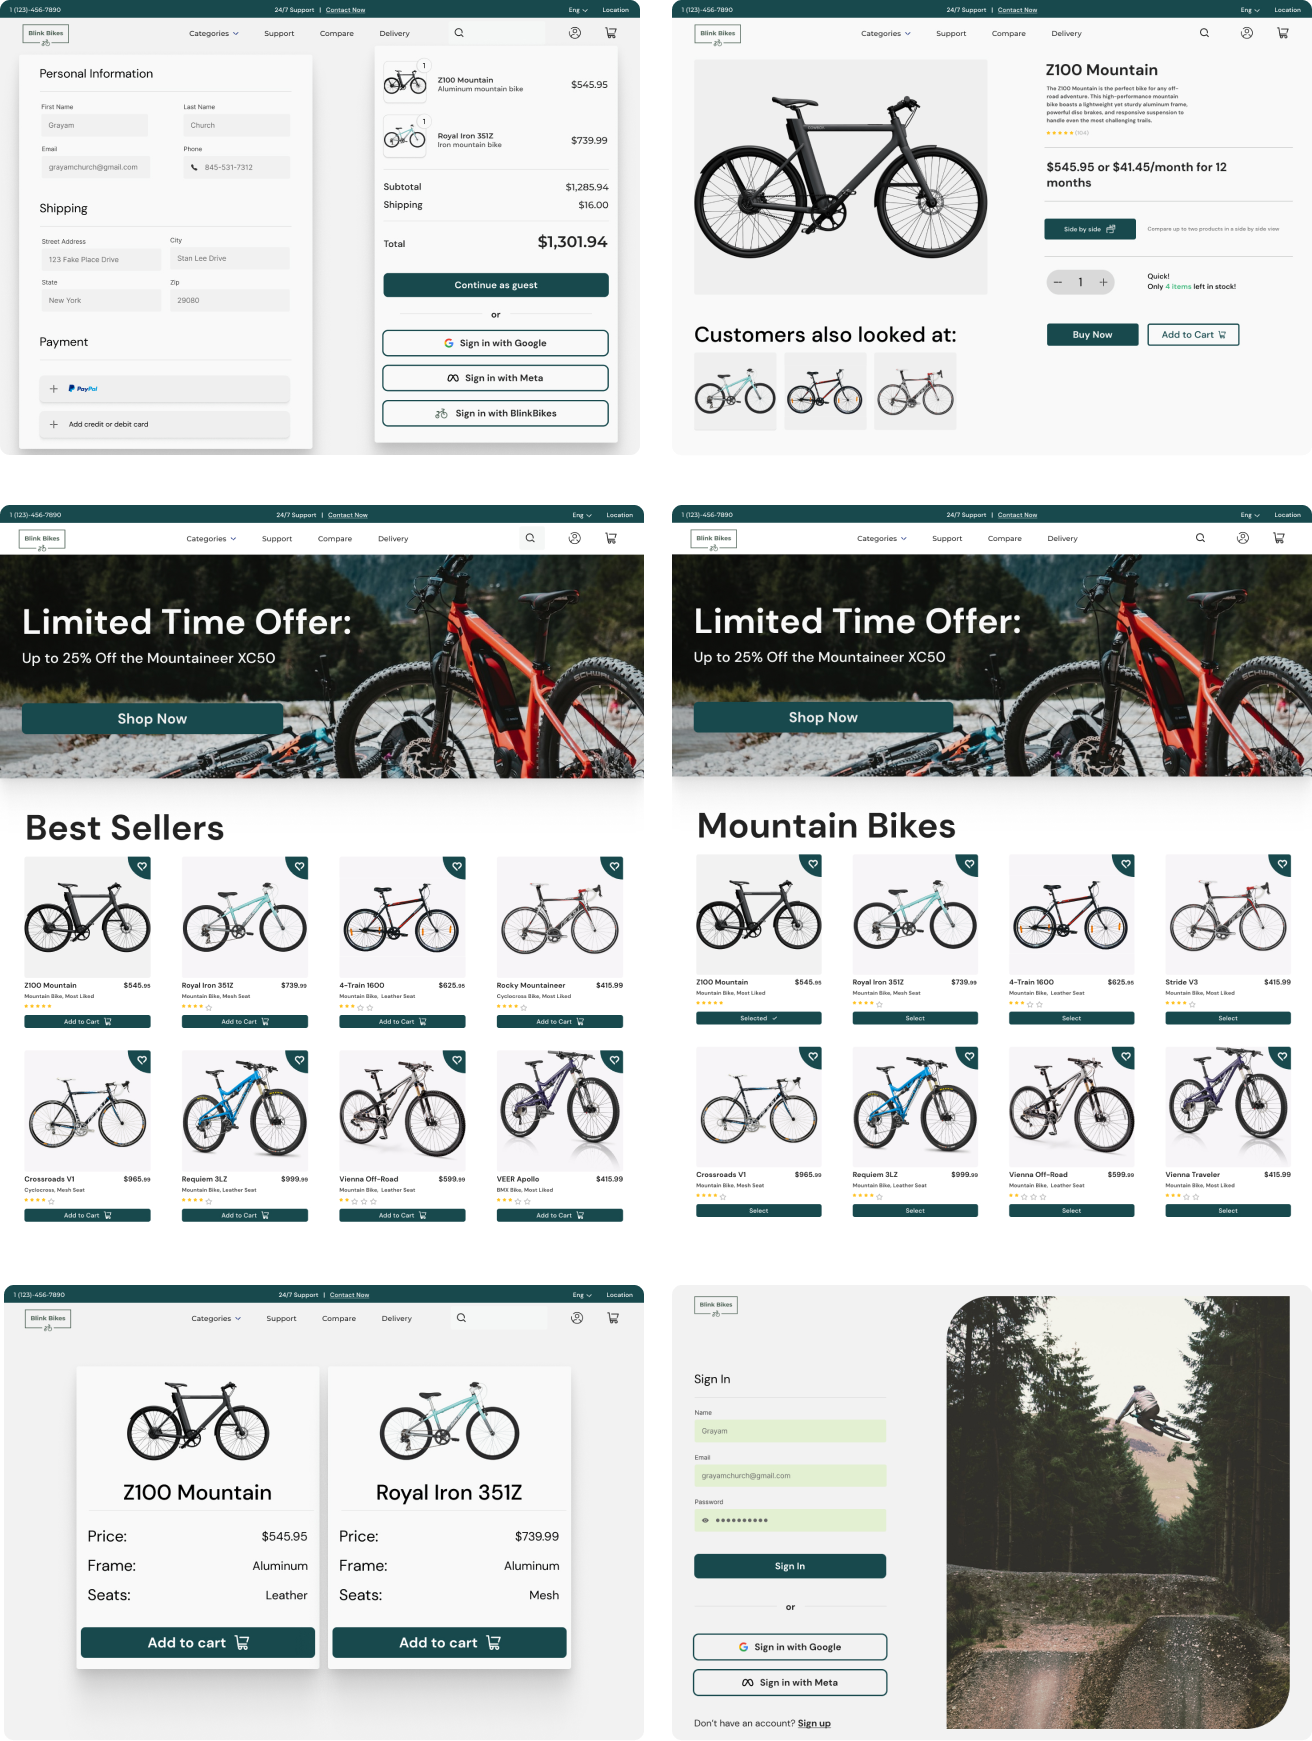 1 (123)-456-7890
24/7 Support | Contact Now
Eng
Location
Blink Bikes
Categories
Support
Compare
Delivery
Personal Information
First Name
Last Name
Grayam
Church
Email
Phone
grayamchurch@gmail.com
845-531-7312
Shipping
Street Address
City
123 Fake Place Drive
Stan Lee Drive
State
Zip
New York
29080
Payment
PayPal
Add credit or debit card
1
Z100 Mountain
Aluminum mountain bike
$545.95
1
Royal Iron 351Z
Iron mountain bike
$739.99
Subtotal
$1,285.94
Shipping
$16.00
Total
$1,301.94
Continue as guest
or
Sign in with Google
Sign in with Meta
Sign in with BlinkBikes
1 (123)-456-7890
24/7 Support | Contact Now
Eng
Location
Blink Bikes
Categories
Support
Compare
Delivery
Z100 Mountain
The Z100 Mountain is the perfect bike for any off-
road adventure. This high-performance mountain
bike boasts a lightweight yet sturdy aluminum frame,
powerful disc brakes, and responsive suspension to
handle even the most challenging trails.
(104)
$545.95 or $41.45/month for 12
months
Side by side
Compare up to two products in a side by side view
1
Quick!
Only 4 items left in stock!
Buy Now
Add to Cart
Customers also looked at:
1 (123)-456-7890
24/7 Support | Contact Now
Eng
Location
Blink Bikes
Categories
Support
Compare
Delivery
Limited Time Offer:
Up to 25% Off the Mountaineer XC50
Shop Now
SCHWALBE
Best Sellers
Z100 Mountain
$545.95
Mountain Bike, Most Liked
Add to Cart
Royal Iron 351Z
$739.99
Mountain Bike, Mesh Seat
Add to Cart
4-Train 1600
$625.95
Mountain Bike, Leather Seat
Add to Cart
Rocky Mountaineer
$415.99
Cyclocross Bike, Most Liked
Add to Cart
Crossroads V1
$965.99
Cyclocross, Mesh Seat
Add to Cart
Requiem 3LZ
$999.99
Mountain Bike, Leather Seat
Add to Cart
Vienna Off-Road
$599.99
Mountain Bike, Leather Seat
Add to Cart
VEER Apollo
$415.99
BMX Bike, Most Liked
Add to Cart
1 (123)-456-7890
24/7 Support | Contact Now
Eng
Location
Blink Bikes
Categories
Support
Compare
Delivery
Limited Time Offer:
Up to 25% Off the Mountaineer XC50
Shop Now
SCHWALBE
Mountain Bikes
Z100 Mountain
$545.95
Mountain Bike, Most Liked
Selected
Royal Iron 351Z
$739.99
Mountain Bike, Mesh Seat
Select
4-Train 1600
$625.95
Mountain Bike, Leather Seat
Select
Stride V3
$415.99
Mountain Bike, Most Liked
Select
Crossroads V1
$965.99
Mountain Bike, Mesh Seat
Select
Requiem 3LZ
$999.99
Mountain Bike, Leather Seat
Select
Vienna Off-Road
$599.99
Mountain Bike, Leather Seat
Select
Vienna Traveler
$415.99
Mountain Bike, Most Liked
Select
1 (123)-456-7890
24/7 Support | Contact Now
Eng
Location
Blink Bikes
Categories
Support
Compare
Delivery
Z100 Mountain
Price:
$545.95
Frame:
Aluminum
Seats:
Leather
Add to cart
Royal Iron 351Z
Price:
$739.99
Frame:
Aluminum
Seats:
Mesh
Add to cart
Blink Bikes
Sign In
Name
Grayam
Email
grayamchurch@gmail.com
Password
Sign In
or
Sign in with Google
Sign in with Meta
Don't have an account? Sign up